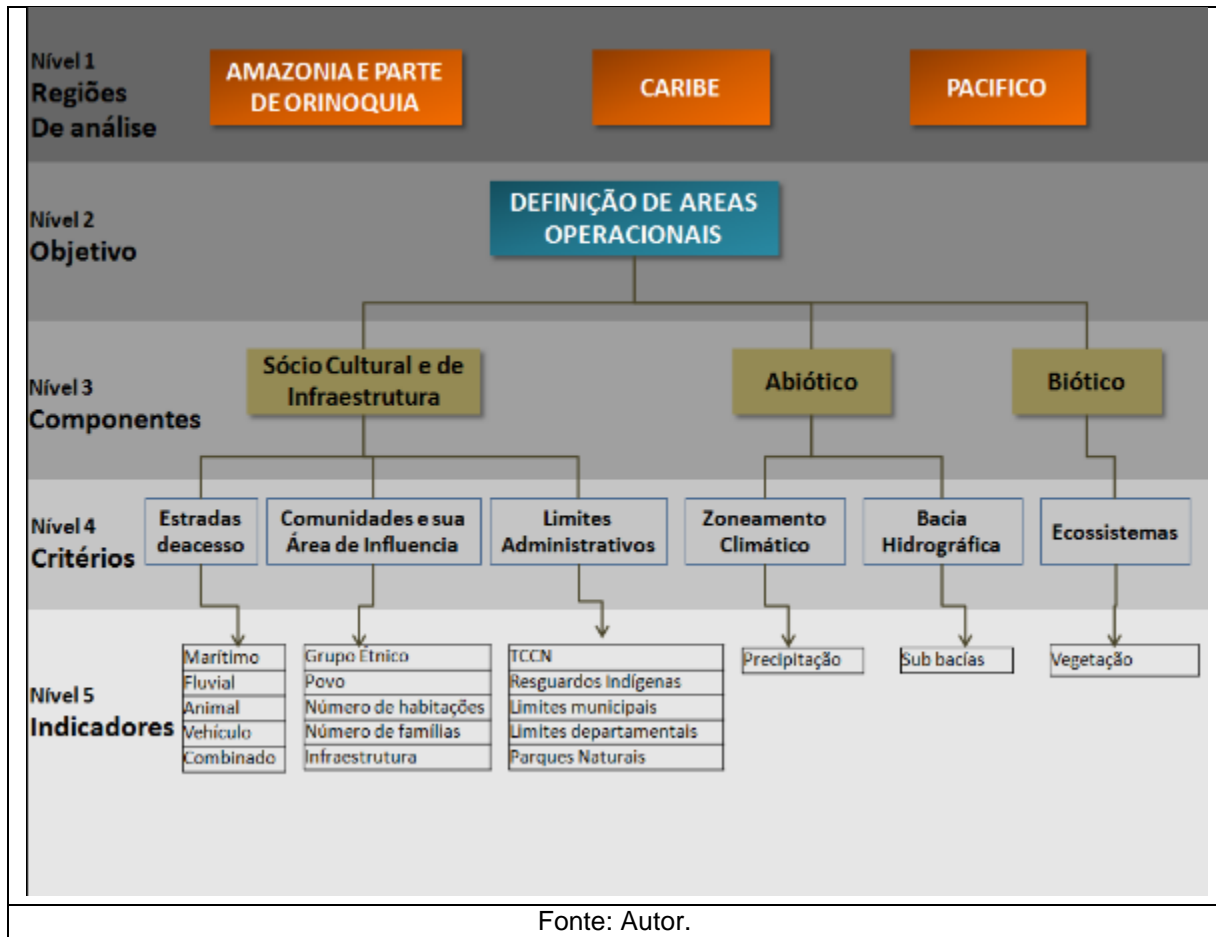 Nível 1
Regiões
De análise
AMAZONIA E PARTE
DE ORINOQUIA
CARIBE
PACIFICO
Nível 2
Objetivo
DEFINIÇÃO DE AREAS
OPERACIONAIS
Nível 3
Componentes
Sócio Cultural e de
Infraestrutura
Abiótico
Biótico
Nível 4
Critérios
Estradas
deacesso
Comunidades e sua
Área de Influencia
Limites
Administrativos
Zoneamento
Climático
Bacia
Hidrográfica
Ecossistemas
Nível 5
Indicadores
Marítimo
Fluvial
Animal
Vehículo
Combinado
Grupo Étnico
Povo
Número de habitações
Número de famílias
Infraestrutura
TCCN
Resguardos Indígenas
Limites municipais
Limites departamentais
Parques Naturais
Precipitação
Sub bacías
Vegetação
Fonte: Autor.